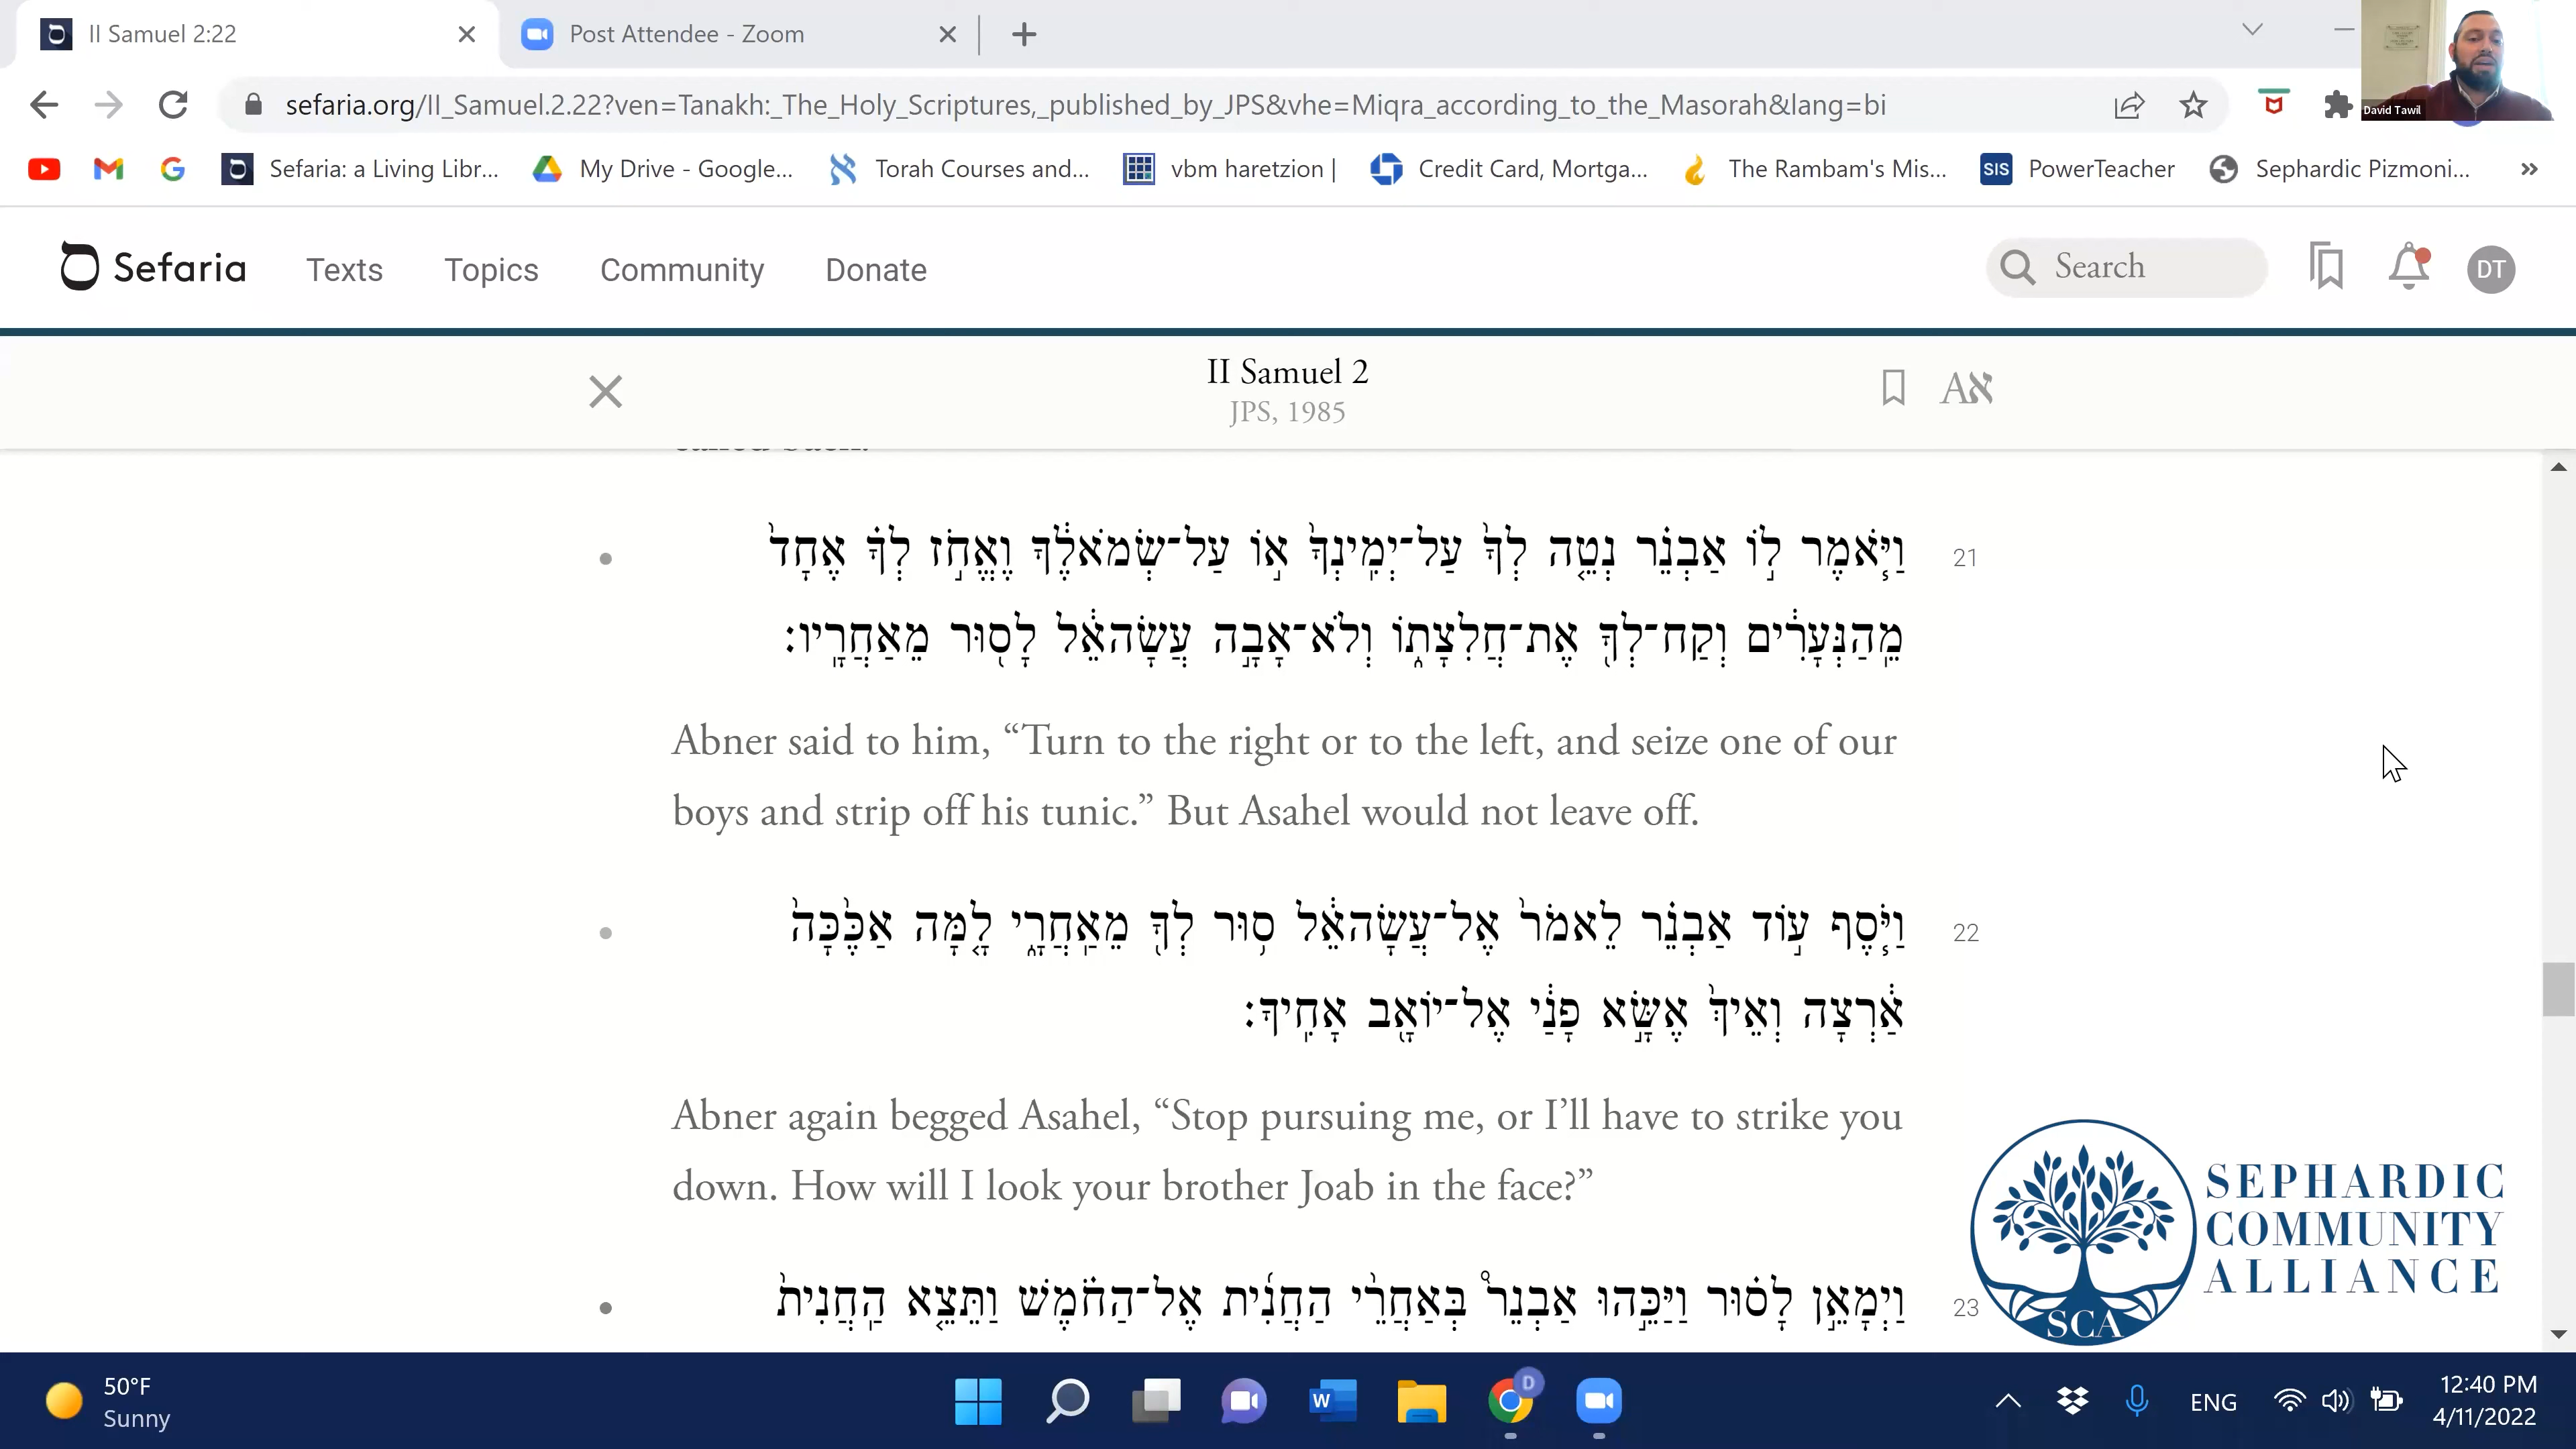 II Samuel 2:22
Post Attendee - Zoom
David Tawil
sefaria.org/II_Samuel.2.22?ven=Tanakh:_The_Holy_Scriptures,_published_by_JPS&vhe=Miqra_according_to_the_Masorah&lang=bi
Sefaria: a Living Libr... My Drive - Google... Torah Courses and... vbm haretzion | Credit Card, Mortga... The Rambam's Mis... SIS PowerTeacher Sephardic Pizmoni... »
Sefaria Texts Topics Community Donate Search DT
II Samuel 2
JPS, 1985
Aא
21 וַיֹּ֧אמֶר ל֣וֹ אַבְנֵ֗ר נְטֵ֤ה לְךָ֙ עַל־יְמִֽינְךָ֙ א֣וֹ עַל־שְׂמֹאלֶ֔ךָ וֶאֱחֹ֣ז לְךָ֗ אֶחָד֙
מֵֽהַנְּעָרִ֔ים וְקַח־לְךָ֖ אֶת־חֲלִצָת֑וֹ וְלֹא־אָבָ֣ה עֲשָׂהאֵ֔ל לָס֖וּר מֵאַחֲרָֽיו׃
Abner said to him, “Turn to the right or to the left, and seize one of our
boys and strip off his tunic.” But Asahel would not leave off.
22 וַיֹּ֧סֶף ע֣וֹד אַבְנֵ֗ר לֵאמֹר֙ אֶל־עֲשָׂהאֵ֔ל ס֥וּר לְךָ֖ מֵאַֽחֲרָ֑י לָ֤מָּה אַכֶּ֙כָּה֙
אַ֔רְצָה וְאֵיךְ֙ אֶשָּׂ֣א פָנַ֔י אֶל־יוֹאָ֖ב אָחִֽיךָ׃
Abner again begged Asahel, “Stop pursuing me, or I’ll have to strike you
down. How will I look your brother Joab in the face?”
23 וַיְמָאֵ֣ן לָס֗וּר וַיַּכֵּ֣הוּ אַבְנֵר֩ בְּאַחֲרֵ֨י הַחֲנִ֜ית אֶל־הַחֹ֗מֶשׁ וַתֵּצֵ֤א הַֽחֲנִית֙
SEPHARDIC
COMMUNITY
ALLIANCE
SCA
50°F
Sunny
W
D
ENG
12:40 PM
4/11/2022